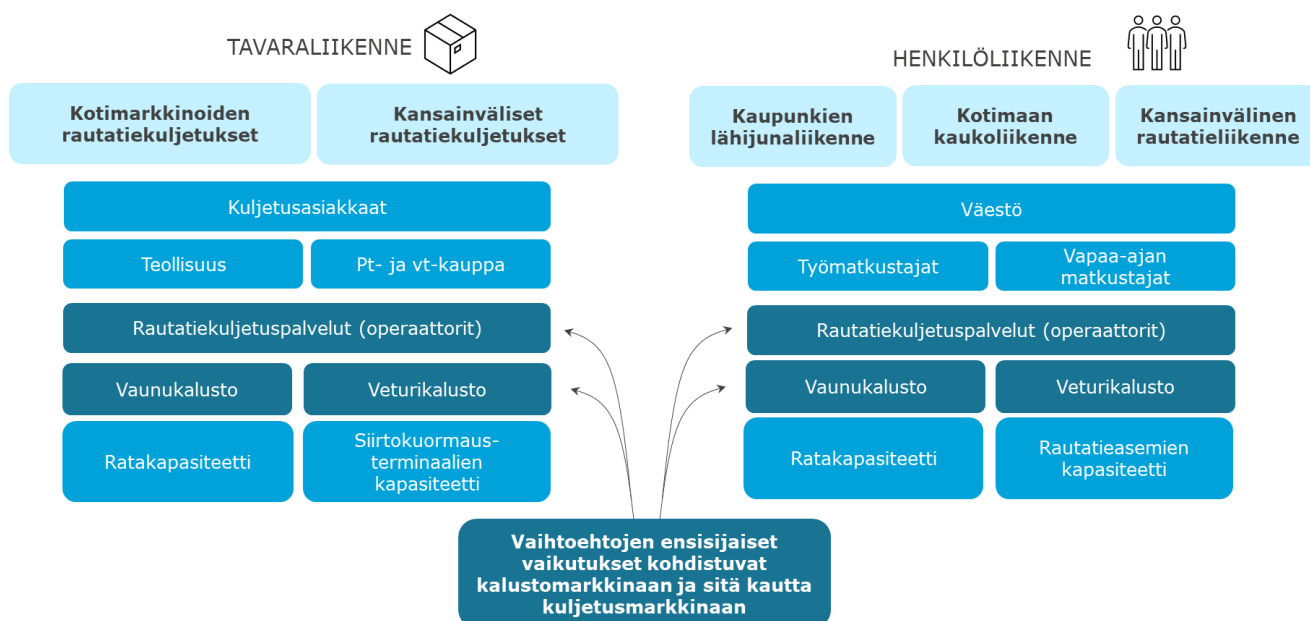 TAVARALIIKENNE
Kotimarkkinoiden
rautatiekuljetukset
Kansainväliset
rautatiekuljetukset
Kuljetusasiakkaat
Teollisuus
Pt- ja vt-kauppa
Rautatiekuljetuspalvelut (operaattorit)
Vaunukalusto
Veturikalusto
Ratakapasiteetti
Siirtokuormaus-
terminaalien
kapasiteetti
HENKILÖLIIKENNE
Kaupunkien
lähijunaliikenne
Kotimaan
kaukoliikenne
Kansainvälinen
rautatieliikenne
Väestö
Työmatkustajat
Vapaa-ajan
matkustajat
Rautatiekuljetuspalvelut (operaattorit)
Vaunukalusto
Veturikalusto
Ratakapasiteetti
Rautatieasemien
kapasiteetti
Vaihtoehtojen ensisijaiset
vaikutukset kohdistuvat
kalustomarkkinaan ja sitä kautta
kuljetusmarkkinaan